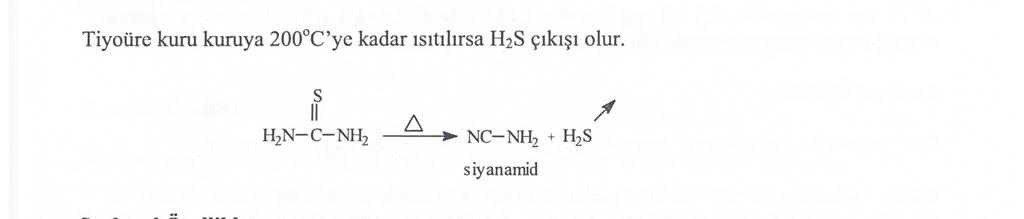 Tiyoüre kuru kuruya 200°C'ye kadar ısıtılırsa H₂S çıkışı olur.
S
H₂N–C–NH₂ △ NC–NH₂ + H₂S
siyanamid